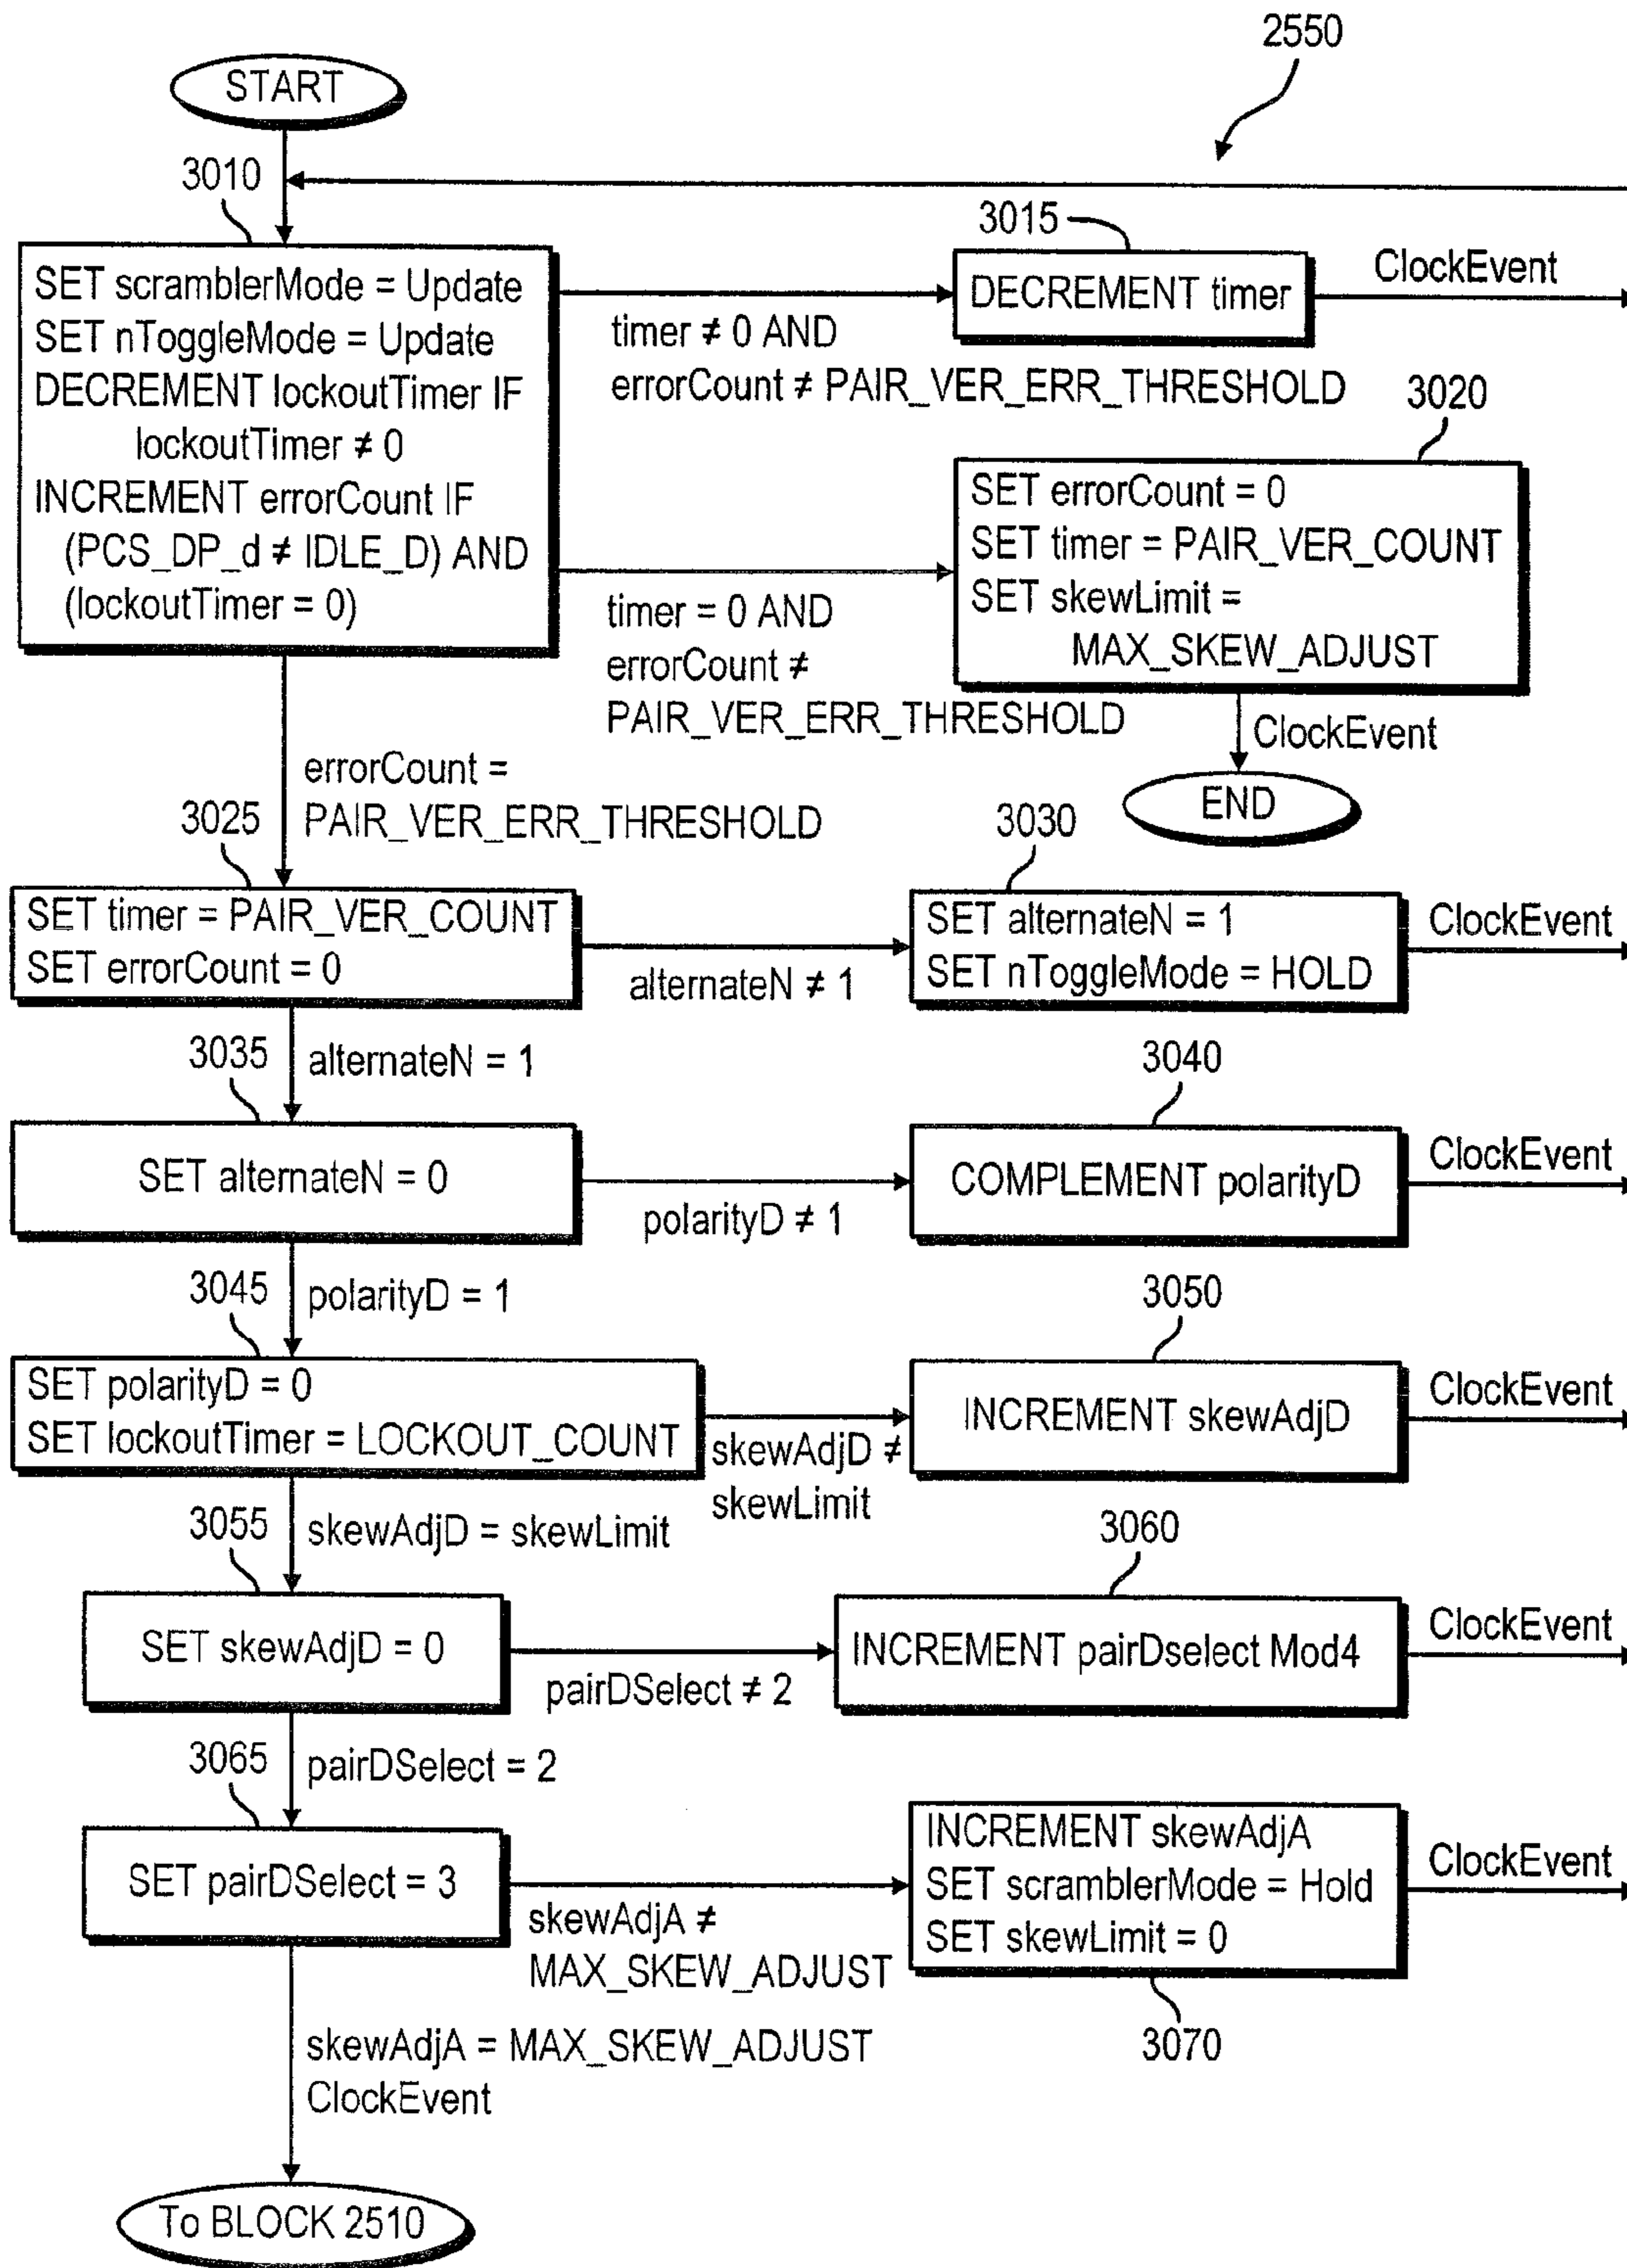 2550
START
3010
SET scramblerMode = Update
SET nToggleMode = Update
DECREMENT lockoutTimer IF
lockoutTimer ≠ 0
INCREMENT errorCount IF
(PCS_DP_d ≠ IDLE_D) AND
(lockoutTimer = 0)
timer ≠ 0 AND
errorCount ≠ PAIR_VER_ERR_THRESHOLD
3015
DECREMENT timer
ClockEvent
timer = 0 AND
errorCount ≠
PAIR_VER_ERR_THRESHOLD
3020
SET errorCount = 0
SET timer = PAIR_VER_COUNT
SET skewLimit =
MAX_SKEW_ADJUST
ClockEvent
END
errorCount =
PAIR_VER_ERR_THRESHOLD
3025
SET timer = PAIR_VER_COUNT
SET errorCount = 0
alternateN ≠ 1
3030
SET alternateN = 1
SET nToggleMode = HOLD
ClockEvent
3035
alternateN = 1
SET alternateN = 0
polarityD ≠ 1
3040
COMPLEMENT polarityD
ClockEvent
3045
polarityD = 1
SET polarityD = 0
SET lockoutTimer = LOCKOUT_COUNT
skewAdjD ≠
skewLimit
3050
INCREMENT skewAdjD
ClockEvent
3055
skewAdjD = skewLimit
SET skewAdjD = 0
pairDSelect ≠ 2
3060
INCREMENT pairDselect Mod4
ClockEvent
3065
pairDSelect = 2
SET pairDSelect = 3
skewAdjA ≠
MAX_SKEW_ADJUST
INCREMENT skewAdjA
SET scramblerMode = Hold
SET skewLimit = 0
ClockEvent
3070
skewAdjA = MAX_SKEW_ADJUST
ClockEvent
To BLOCK 2510